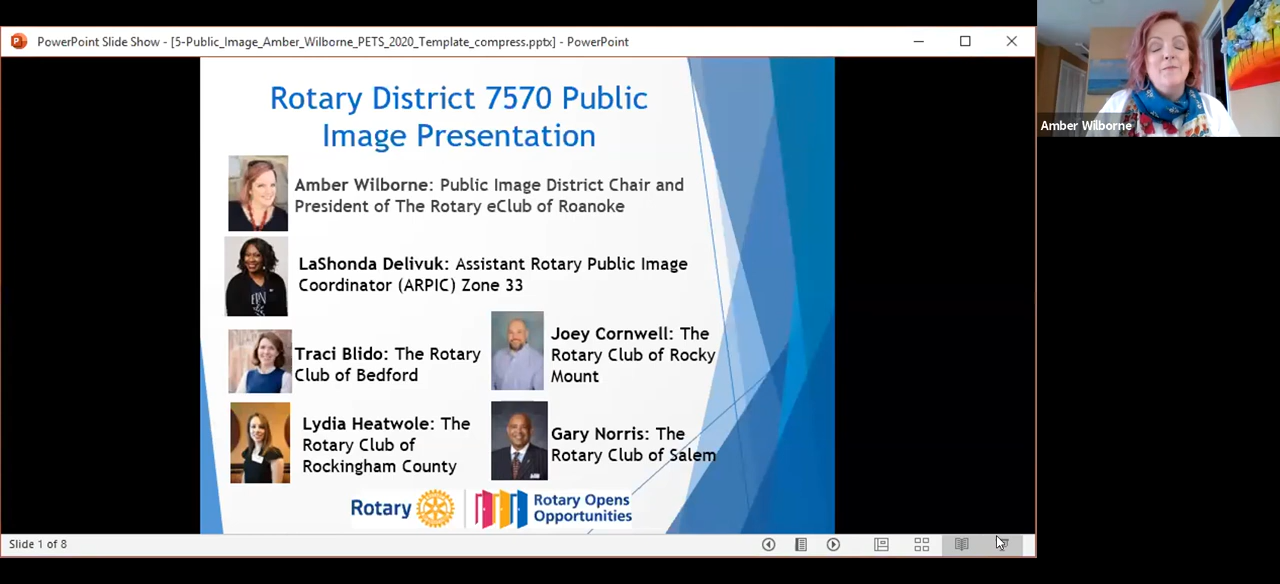 PowerPoint Slide Show - [5-Public_Image_Amber_Wilborne_PETS_2020_Template_compress.pptx] - PowerPoint
Amber Wilborne
Rotary District 7570 Public
Image Presentation
Amber Wilborne: Public Image District Chair and
President of The Rotary eClub of Roanoke
LaShonda Delivuk: Assistant Rotary Public Image
Coordinator (ARPIC) Zone 33
Traci Blido: The Rotary
Club of Bedford
Joey Cornwell: The
Rotary Club of Rocky
Mount
Lydia Heatwole: The
Rotary Club of
Rockingham County
Gary Norris: The
Rotary Club of Salem
Rotary
Rotary Opens
Opportunities
Slide 1 of 8